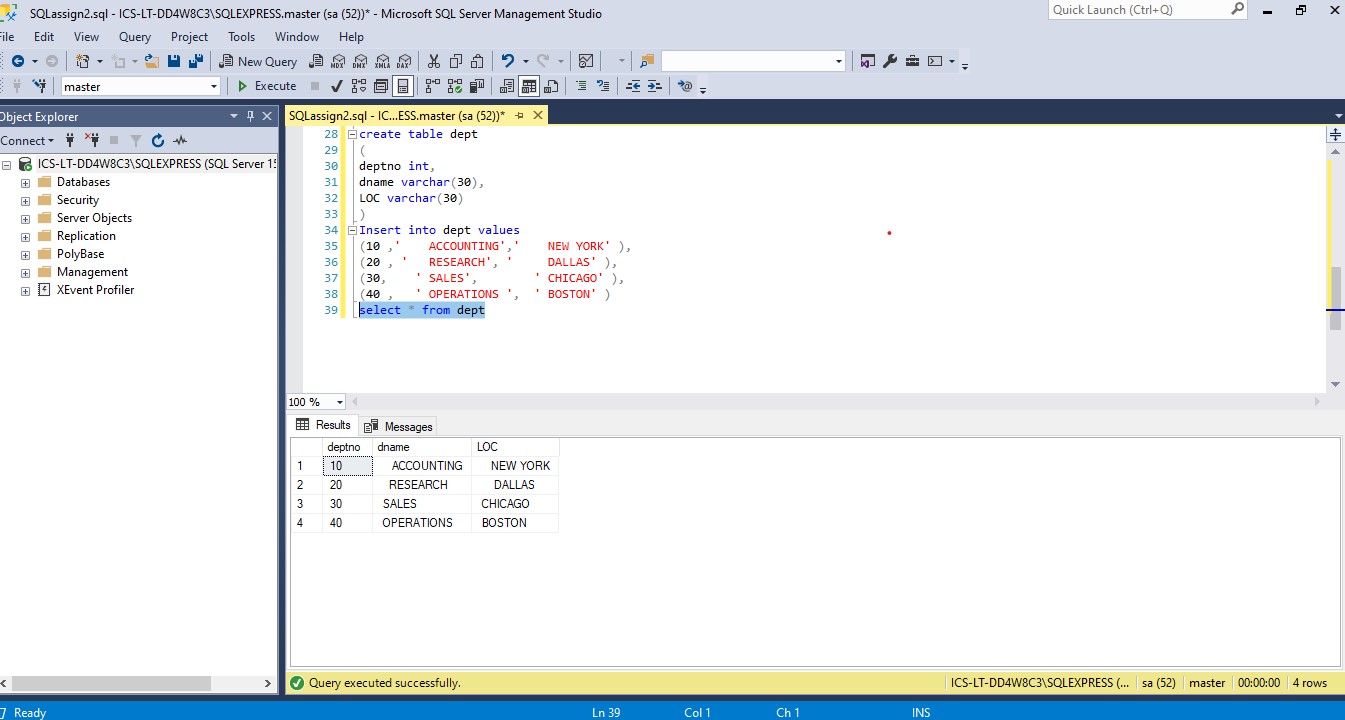 SQLassign2.sql - ICS-LT-DD4W8C3\SQLEXPRESS.master (sa (52))* - Microsoft SQL Server Management Studio
Quick Launch (Ctrl+Q)
File Edit View Query Project Tools Window Help
New Query MDX DMX XMLA DAX
master Execute
Object Explorer
SQLassign2.sql - IC...ESS.master (sa (52))*
Connect
ICS-LT-DD4W8C3\SQLEXPRESS (SQL Server 15
Databases
Security
Server Objects
Replication
PolyBase
Management
XEvent Profiler
28 create table dept
29 (
30 deptno int,
31 dname varchar(30),
32 LOC varchar(30)
33 )
34 Insert into dept values
35 (10 ,'    ACCOUNTING','    NEW YORK' ),
36 (20 , '   RESEARCH', '     DALLAS' ),
37 (30,    ' SALES',        ' CHICAGO' ),
38 (40 ,   ' OPERATIONS ',  ' BOSTON' )
39 select * from dept
100 %
Results Messages
deptno dname LOC
1 10 ACCOUNTING NEW YORK
2 20 RESEARCH DALLAS
3 30 SALES CHICAGO
4 40 OPERATIONS BOSTON
Query executed successfully. ICS-LT-DD4W8C3\SQLEXPRESS (... sa (52) master 00:00:00 4 rows
Ready Ln 39 Col 1 Ch 1 INS